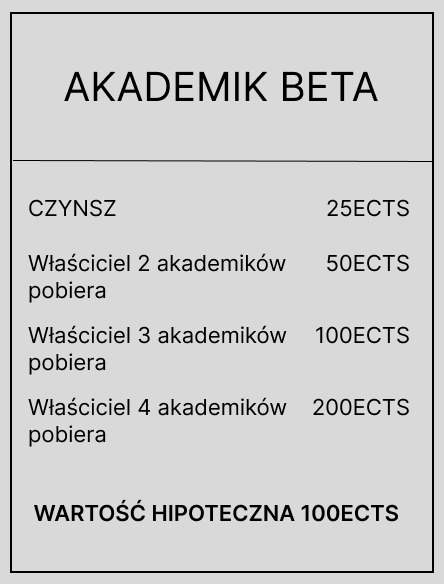 AKADEMIK BETA
CZYNSZ 25ECTS
Właściciel 2 akademików 50ECTS
pobiera
Właściciel 3 akademików 100ECTS
pobiera
Właściciel 4 akademików 200ECTS
pobiera
WARTOŚĆ HIPOTECZNA 100ECTS